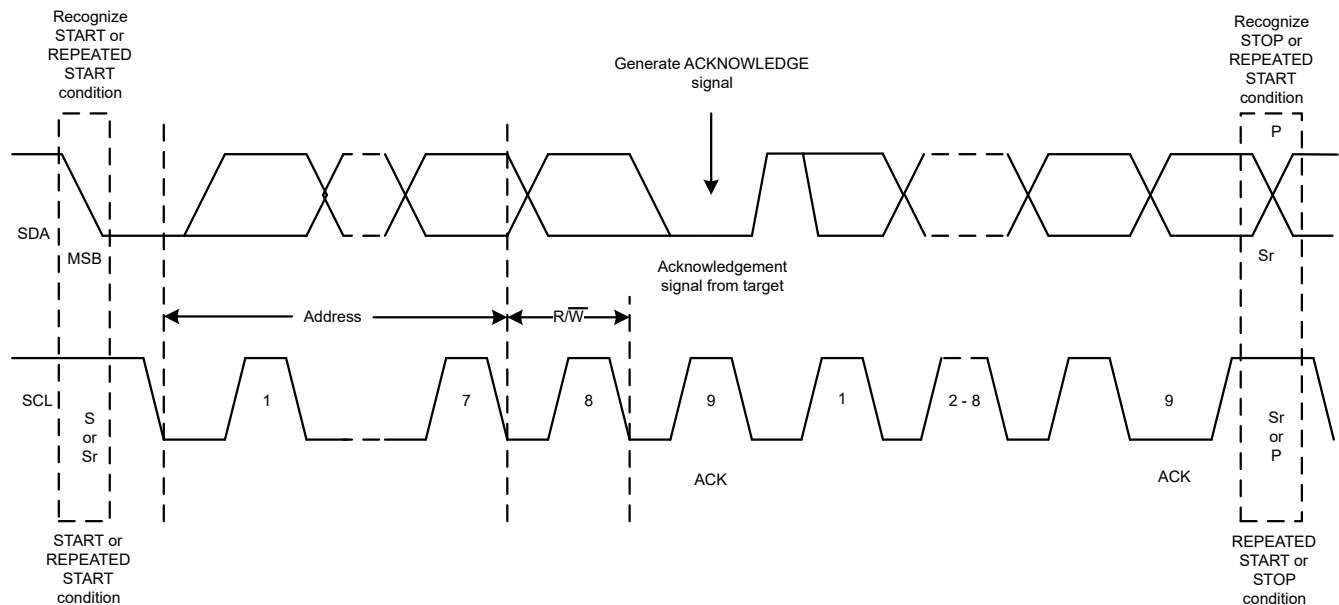 Recognize
START or
REPEATED
START
condition
Generate ACKNOWLEDGE
signal
Recognize
STOP or
REPEATED
START
condition
P
SDA
MSB
Acknowledgement
signal from target
Sr
Address
R/W̅
SCL
S
or
Sr
1
7
8
9
1
2 - 8
9
Sr
or
P
ACK
ACK
START or
REPEATED
START
condition
REPEATED
START or
STOP
condition